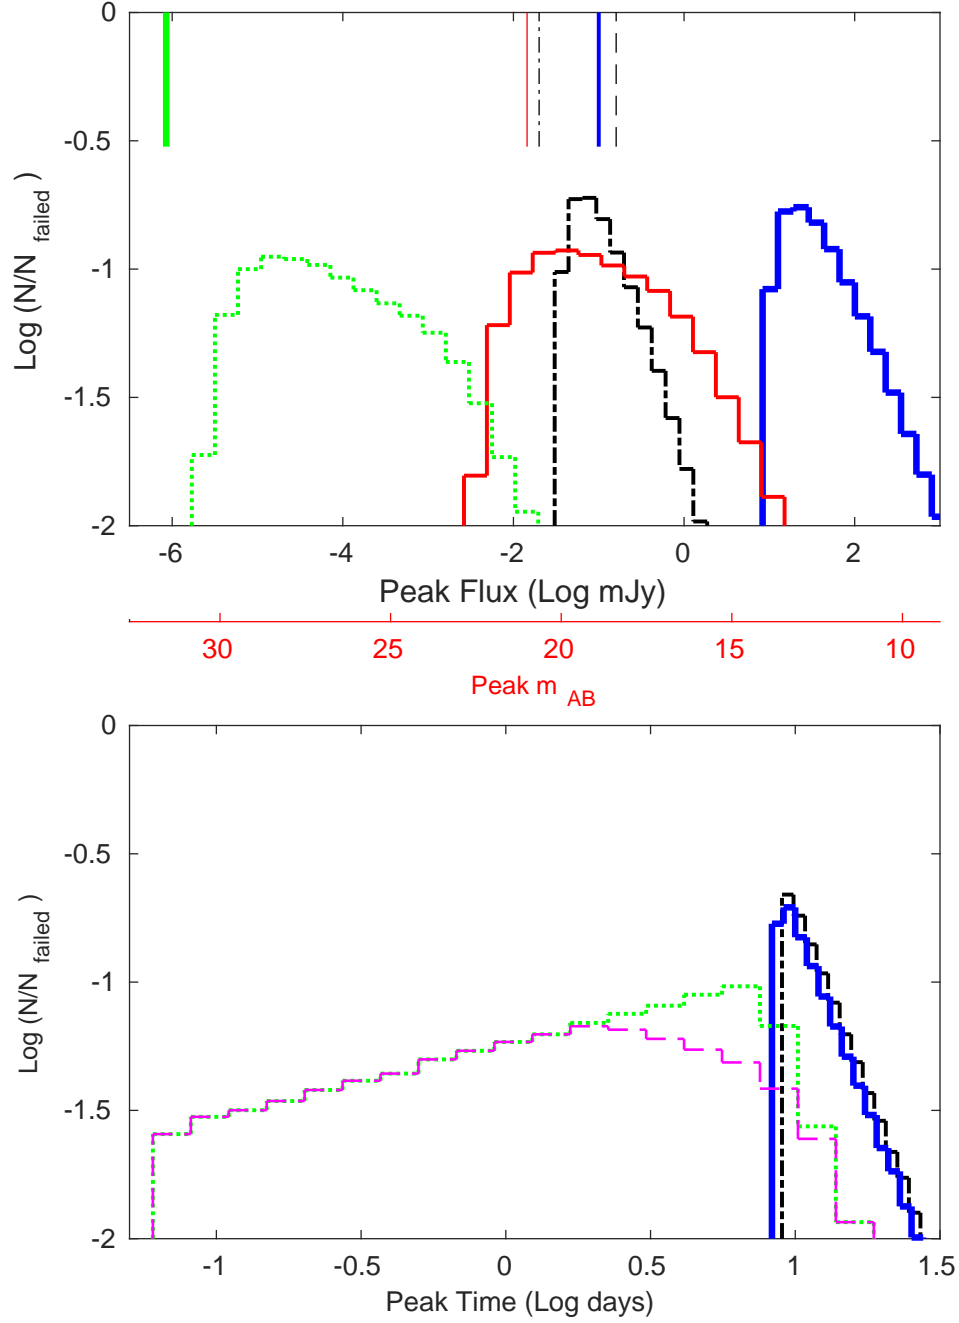 0
-0.5
-1
-1.5
-2
Log (N/N failed)
-6 -4 -2 0 2
Peak Flux (Log mJy)
30 25 20 15 10
Peak m AB
0
-0.5
-1
-1.5
-2
Log (N/N failed)
-1 -0.5 0 0.5 1 1.5
Peak Time (Log days)